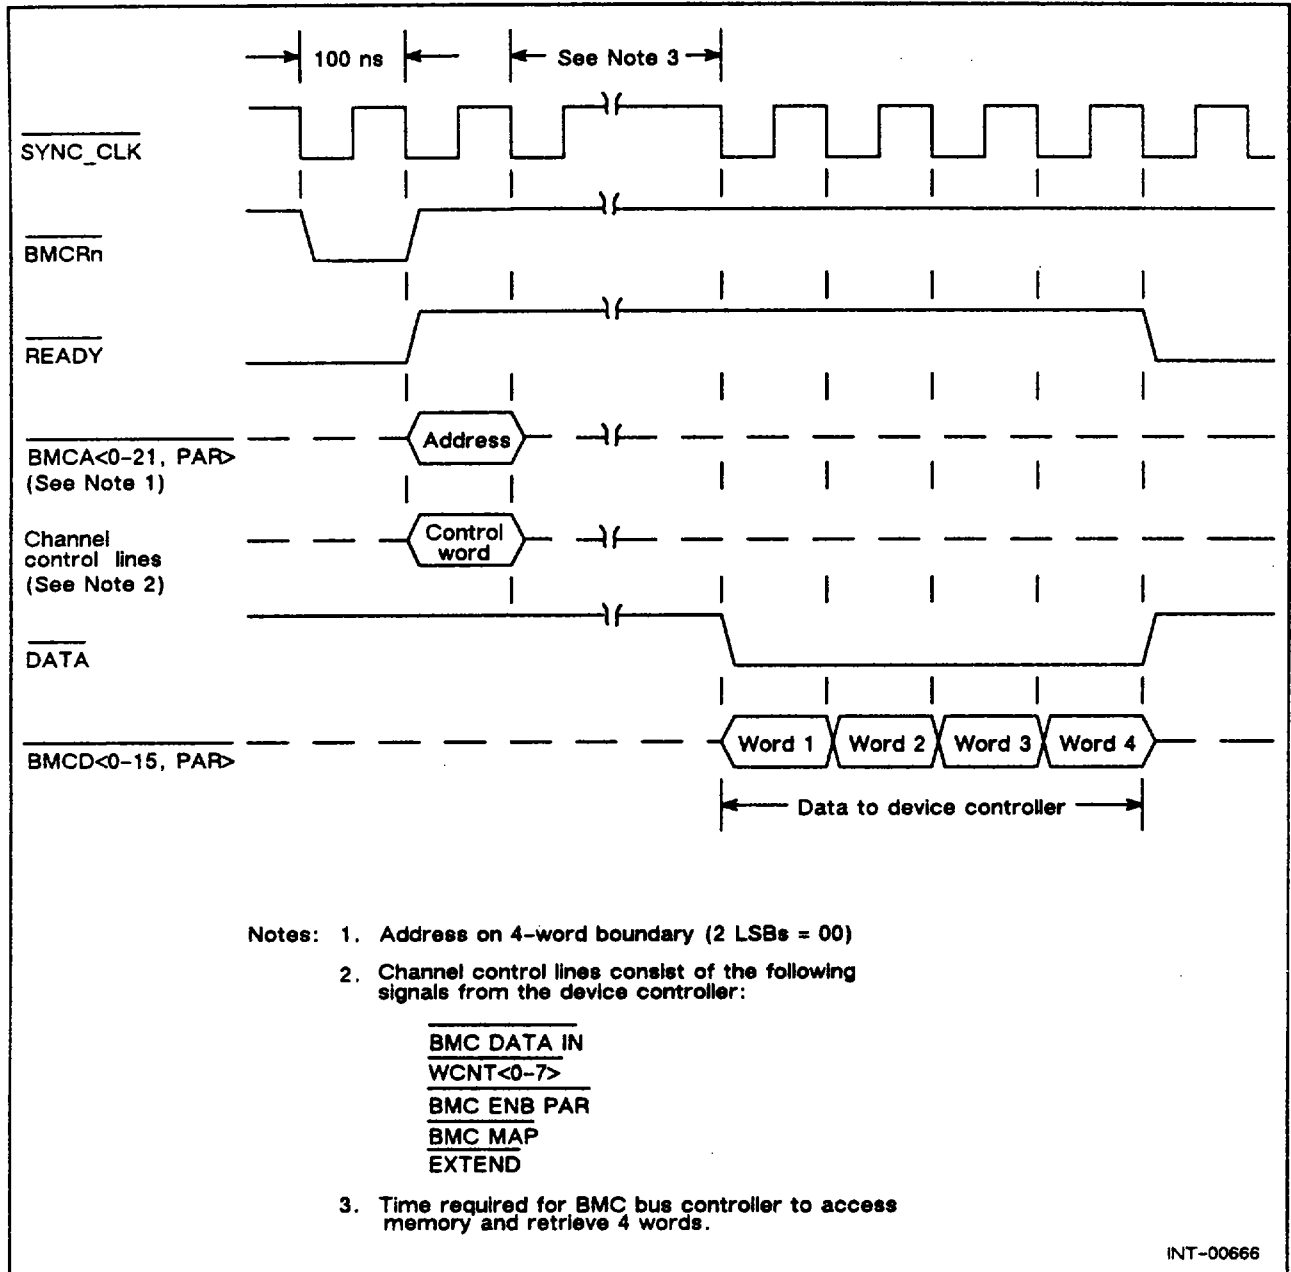 100 ns
See Note 3
SYNC_CLK
BMCRn
READY
Address
BMCA<0-21, PAR>
(See Note 1)
Control
word
Channel
control lines
(See Note 2)
DATA
Word 1 Word 2 Word 3 Word 4
BMCD<0-15, PAR>
Data to device controller
Notes: 1. Address on 4-word boundary (2 LSBs = 00)
2. Channel control lines consist of the following
signals from the device controller:
BMC DATA IN
WCNT<0-7>
BMC ENB PAR
BMC MAP
EXTEND
3. Time required for BMC bus controller to access
memory and retrieve 4 words.
INT-00666